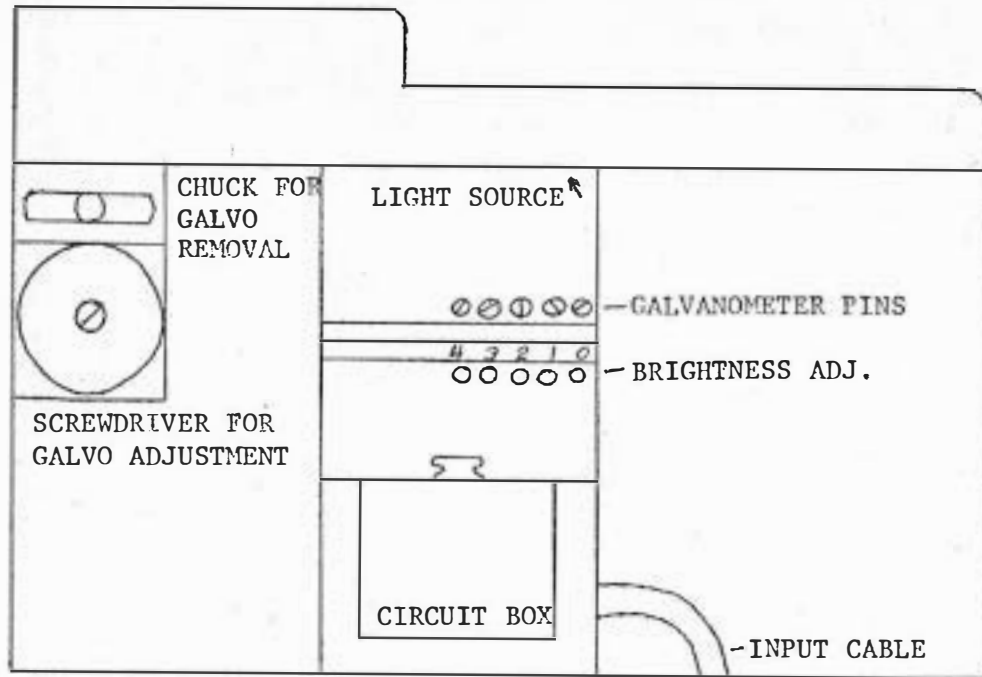 CHUCK FOR
GALVO
REMOVAL
LIGHT SOURCE
GALVANOMETER PINS
4 3 2 1 0
BRIGHTNESS ADJ.
SCREWDRIVER FOR
GALVO ADJUSTMENT
CIRCUIT BOX
INPUT CABLE